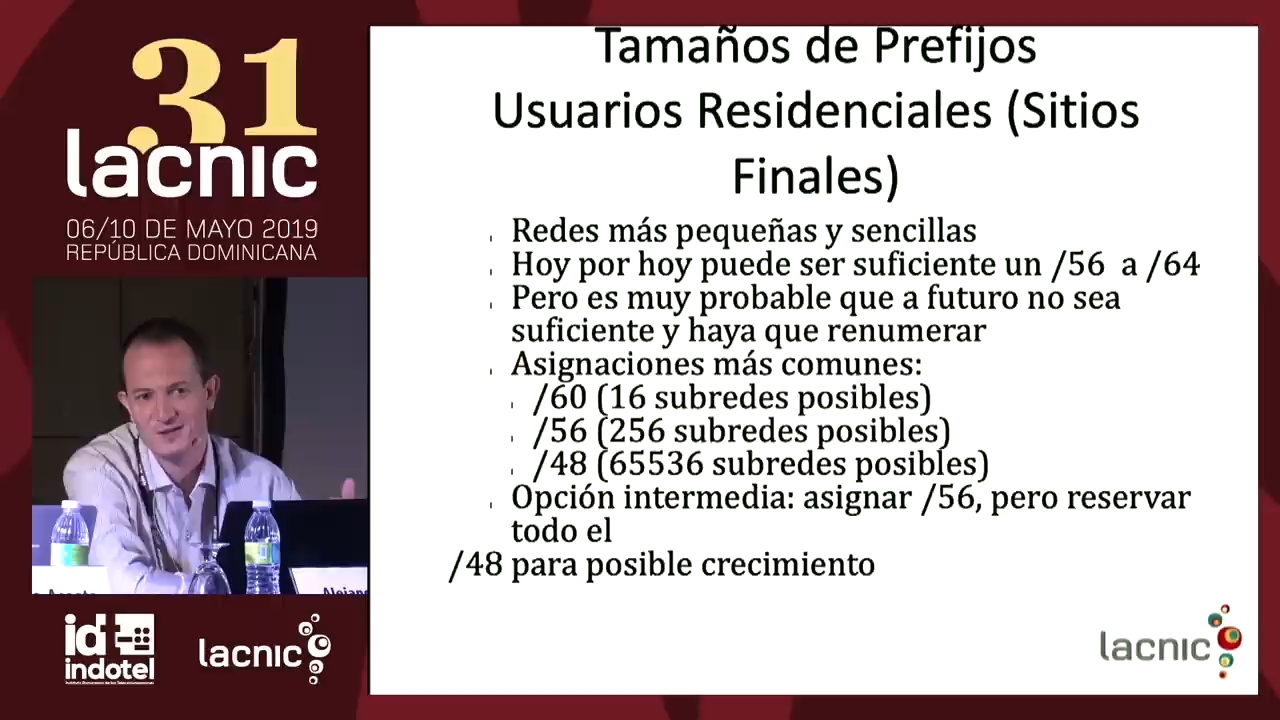 31
lacnic
06/10 DE MAYO 2019
REPÚBLICA DOMINICANA
Tamaños de Prefijos
Usuarios Residenciales (Sitios
Finales)
Redes más pequeñas y sencillas
Hoy por hoy puede ser suficiente un /56 a /64
Pero es muy probable que a futuro no sea
suficiente y haya que renumerar
Asignaciones más comunes:
/60 (16 subredes posibles)
/56 (256 subredes posibles)
/48 (65536 subredes posibles)
Opción intermedia: asignar /56, pero reservar
todo el
/48 para posible crecimiento
id
indotel
lacnic
lacnic